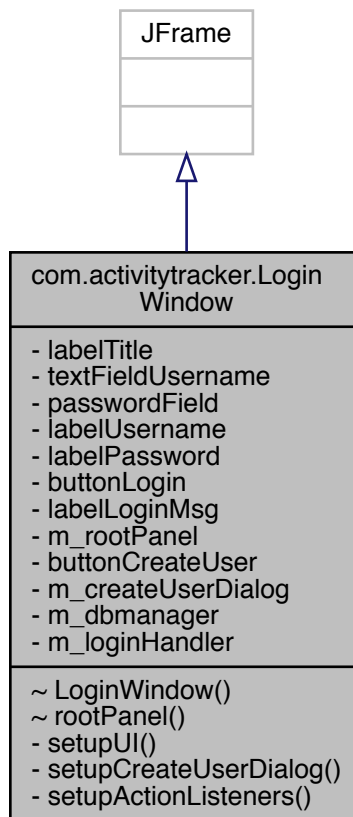 JFrame
com.activitytracker.Login
Window
- labelTitle
- textFieldUsername
- passwordField
- labelUsername
- labelPassword
- buttonLogin
- labelLoginMsg
- m_rootPanel
- buttonCreateUser
- m_createUserDialog
- m_dbmanager
- m_loginHandler
~ LoginWindow()
~ rootPanel()
- setupUI()
- setupCreateUserDialog()
- setupActionListeners()